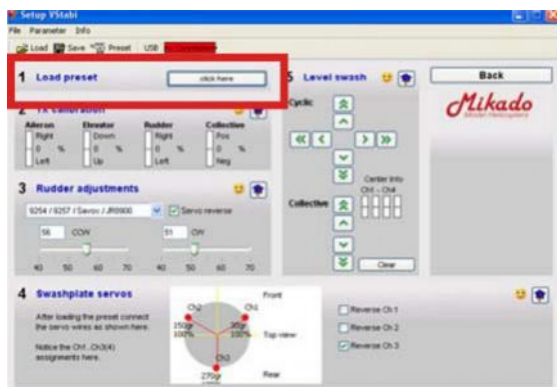 Setup VStabi
File Parameter Info
Load Save Preset USB
1 Load preset click here
2 TX calibration
Aileron Elevator Rudder Collective
Right Down Right Pos
0 % 0 % 0 % 0 %
Left Up Left Neg
3 Rudder adjustments
9254 / 9257 / Savox / JR8900 Servo reverse
56 CCW 51 CW
40 50 60 70 40 50 60 70
5 Level swash
Cyclic
Center Info
Ch1 - Ch4
Collective
Clear
Back
Mikado
Model Helicopters
4 Swashplate servos
After loading the preset connect
the servo wires as shown here.
Notice the Ch1..Ch3(4)
assignments here.
Front
Ch2 Ch1
150gr
100% 100% Top view
Ch3
270gr Rear
Reverse Ch 1
Reverse Ch 2
Reverse Ch 3